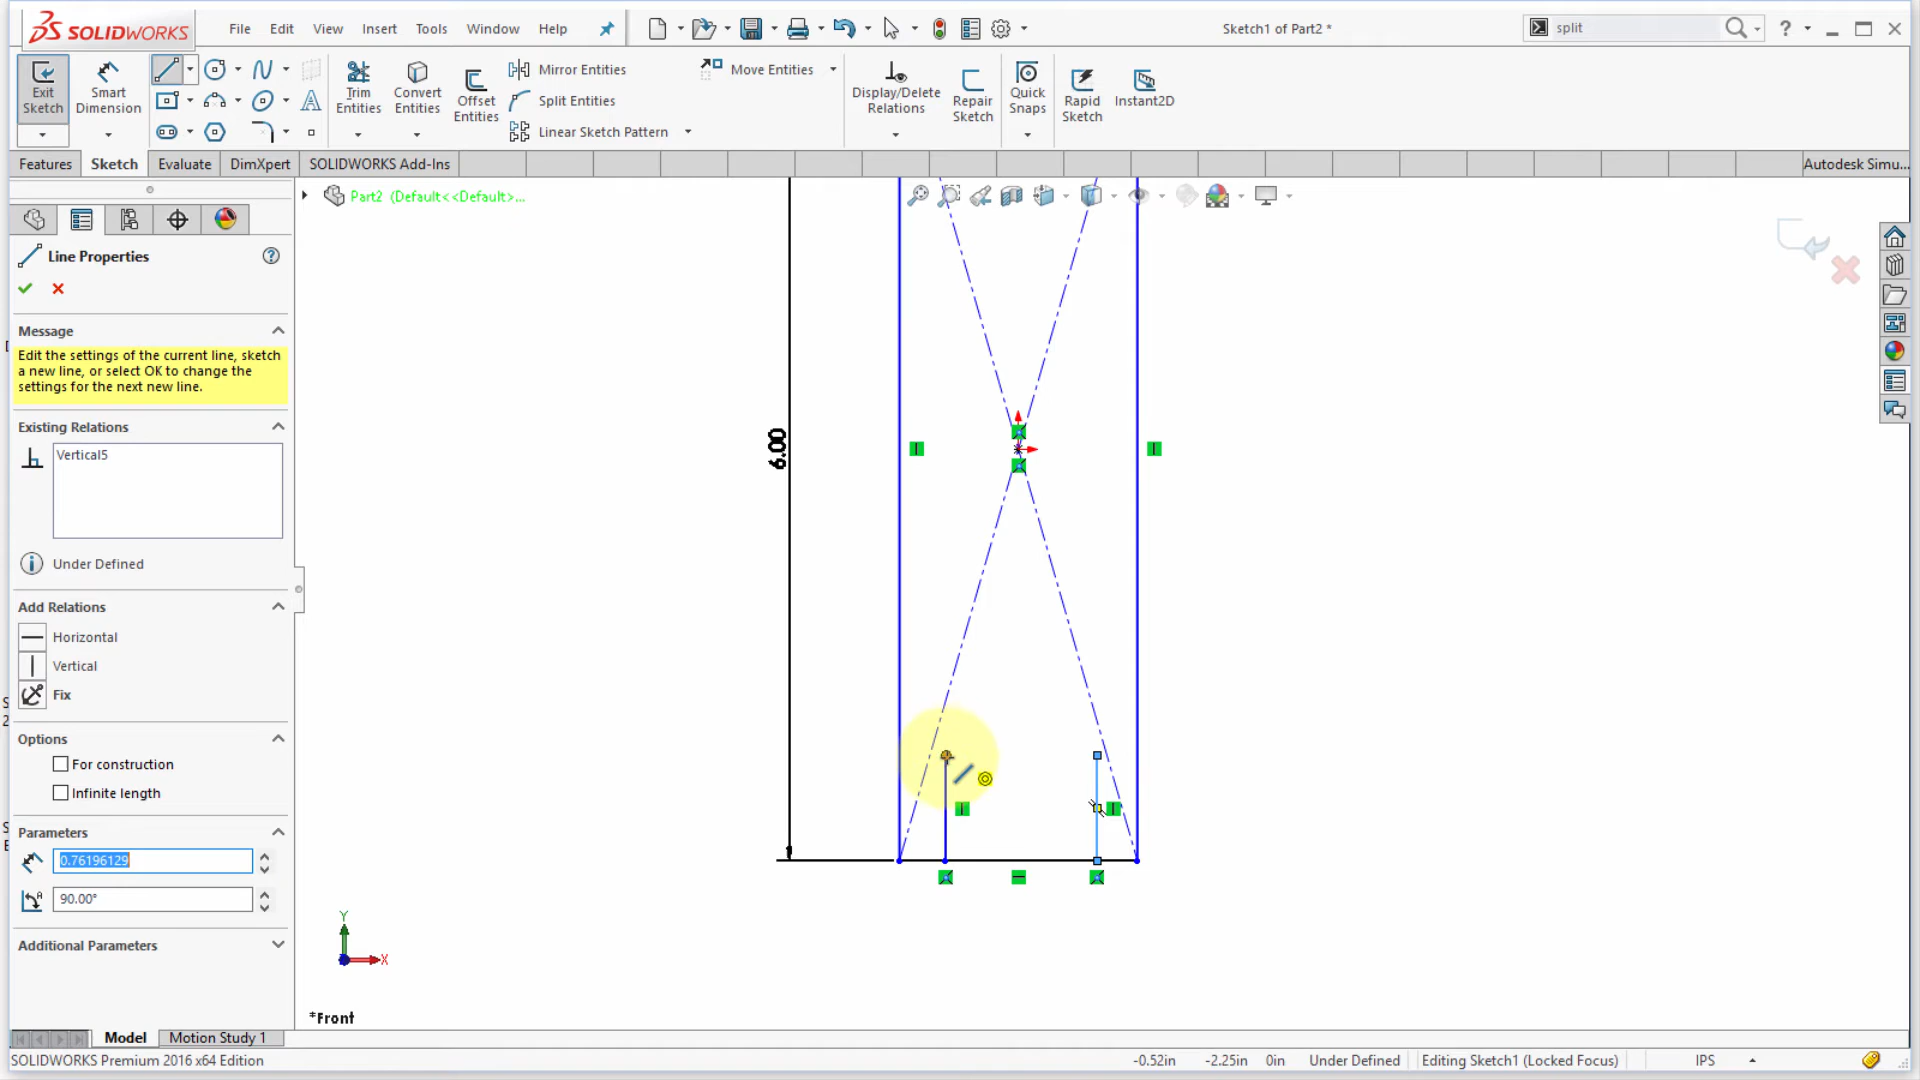 SOLIDWORKS File Edit View Insert Tools Window Help Sketch1 of Part2 * split
Exit Sketch
Smart Dimension
Trim Entities
Convert Entities
Offset Entities
Mirror Entities
Split Entities
Linear Sketch Pattern
Move Entities
Display/Delete Relations
Repair Sketch
Quick Snaps
Rapid Sketch
Instant2D
Features Sketch Evaluate DimXpert SOLIDWORKS Add-Ins Autodesk Simu...
Part2 (Default<<Default>...
Line Properties
Message
Edit the settings of the current line, sketch
a new line, or select OK to change the
settings for the next new line.
Existing Relations
Vertical5
Under Defined
Add Relations
Horizontal
Vertical
Fix
Options
For construction
Infinite length
Parameters
0.76196129
90.00°
Additional Parameters
6.00
Y
X
*Front
Model Motion Study 1
SOLIDWORKS Premium 2016 x64 Edition -0.52in -2.25in 0in Under Defined Editing Sketch1 (Locked Focus) IPS